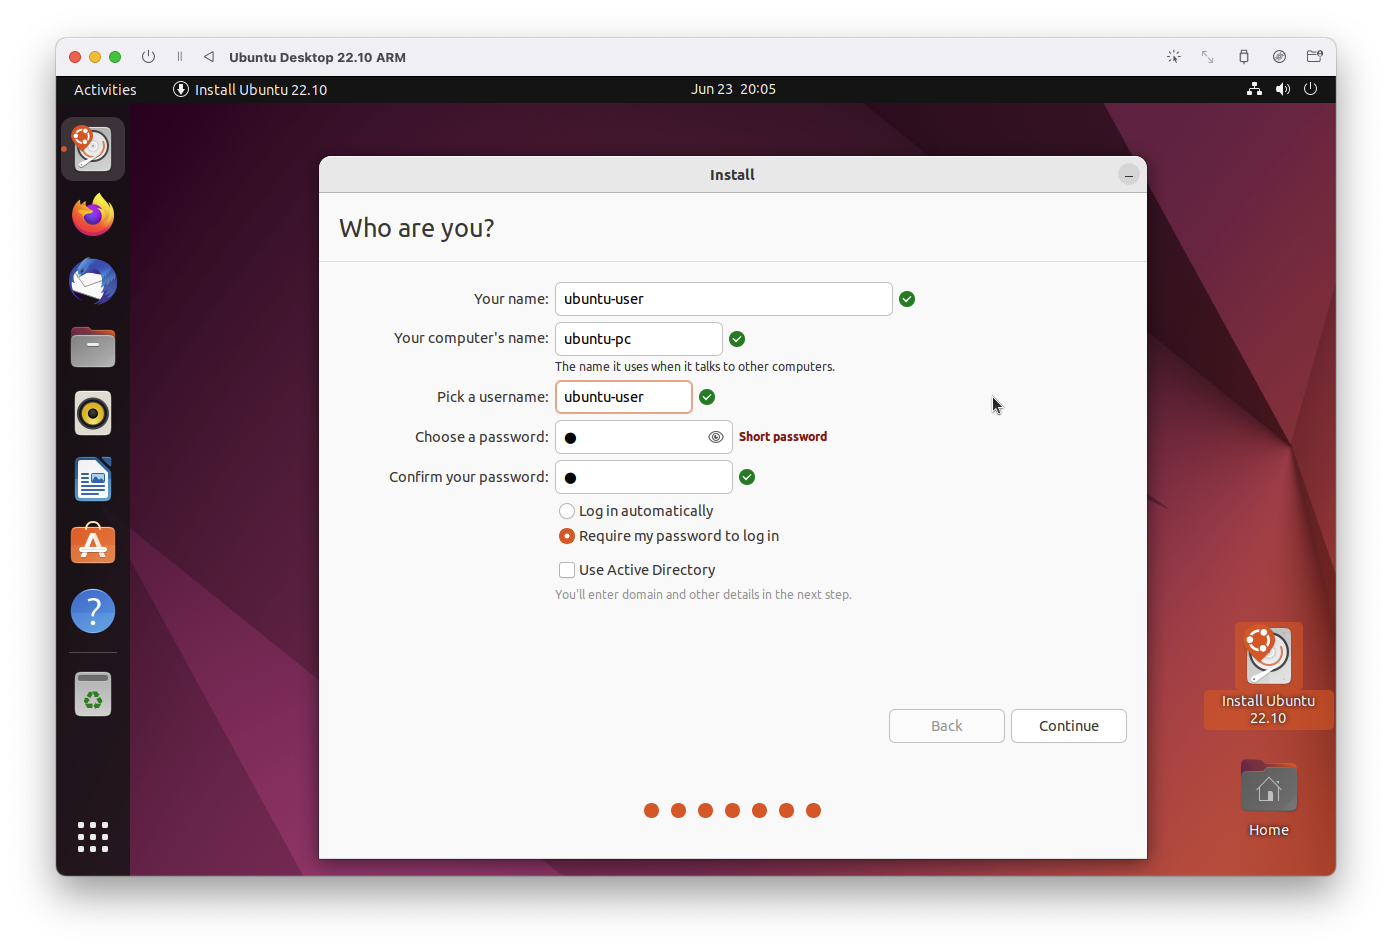 Ubuntu Desktop 22.10 ARM
Activities
Install Ubuntu 22.10
Jun 23 20:05
Install
Who are you?
Your name: ubuntu-user
Your computer's name: ubuntu-pc
The name it uses when it talks to other computers.
Pick a username: ubuntu-user
Choose a password: ● Short password
Confirm your password: ●
Log in automatically
Require my password to log in
Use Active Directory
You'll enter domain and other details in the next step.
Back
Continue
Install Ubuntu
22.10
Home